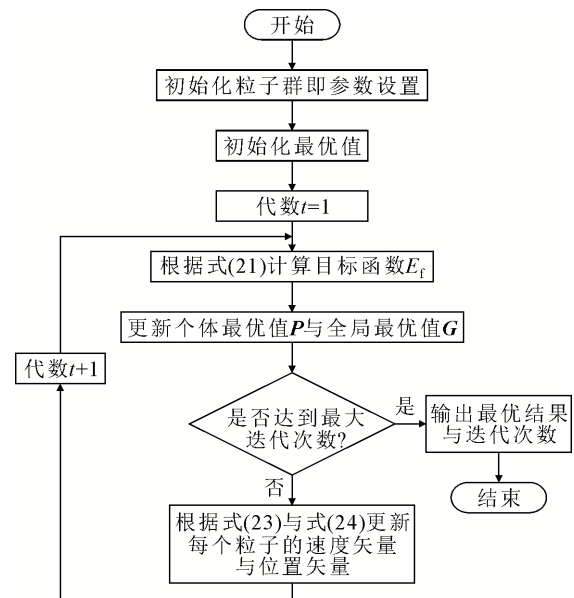 开始
初始化粒子群即参数设置
初始化最优值
代数t=1
根据式(21)计算目标函数Ef
更新个体最优值P与全局最优值G
代数t+1
是否达到最大
迭代次数?
是
输出最优结果
与迭代次数
结束
否
根据式(23)与式(24)更新
每个粒子的速度矢量
与位置矢量